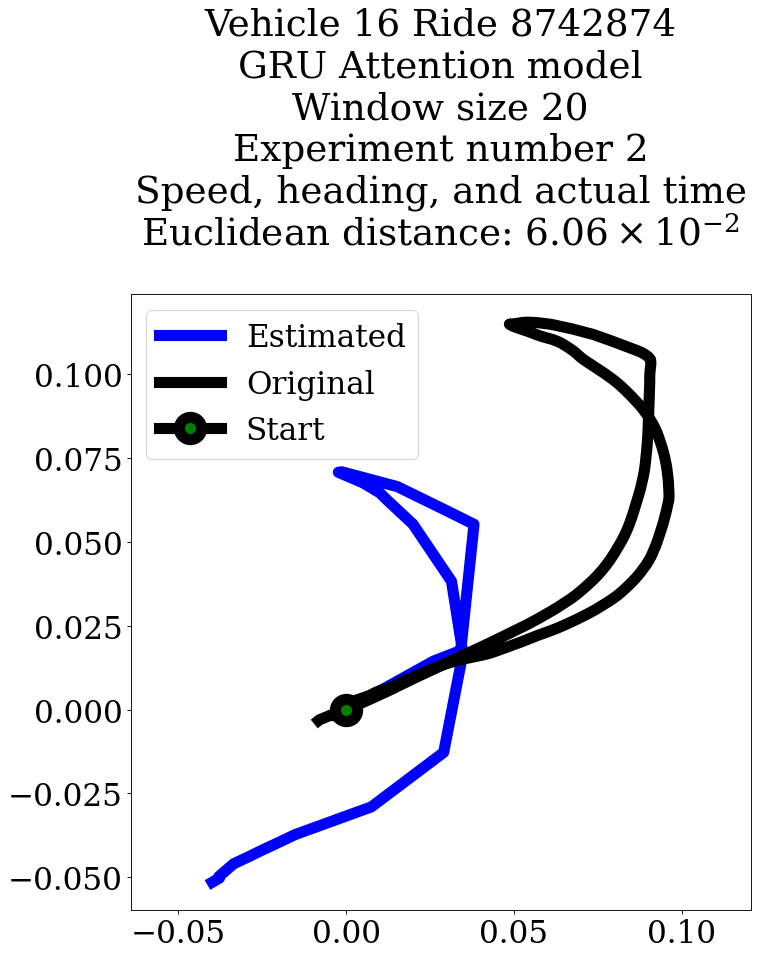 Vehicle 16 Ride 8742874
GRU Attention model
Window size 20
Experiment number 2
Speed, heading, and actual time
Euclidean distance: 6.06 × 10⁻²
Estimated
Original
Start
0.100
0.075
0.050
0.025
0.000
−0.025
−0.050
−0.05 0.00 0.05 0.10